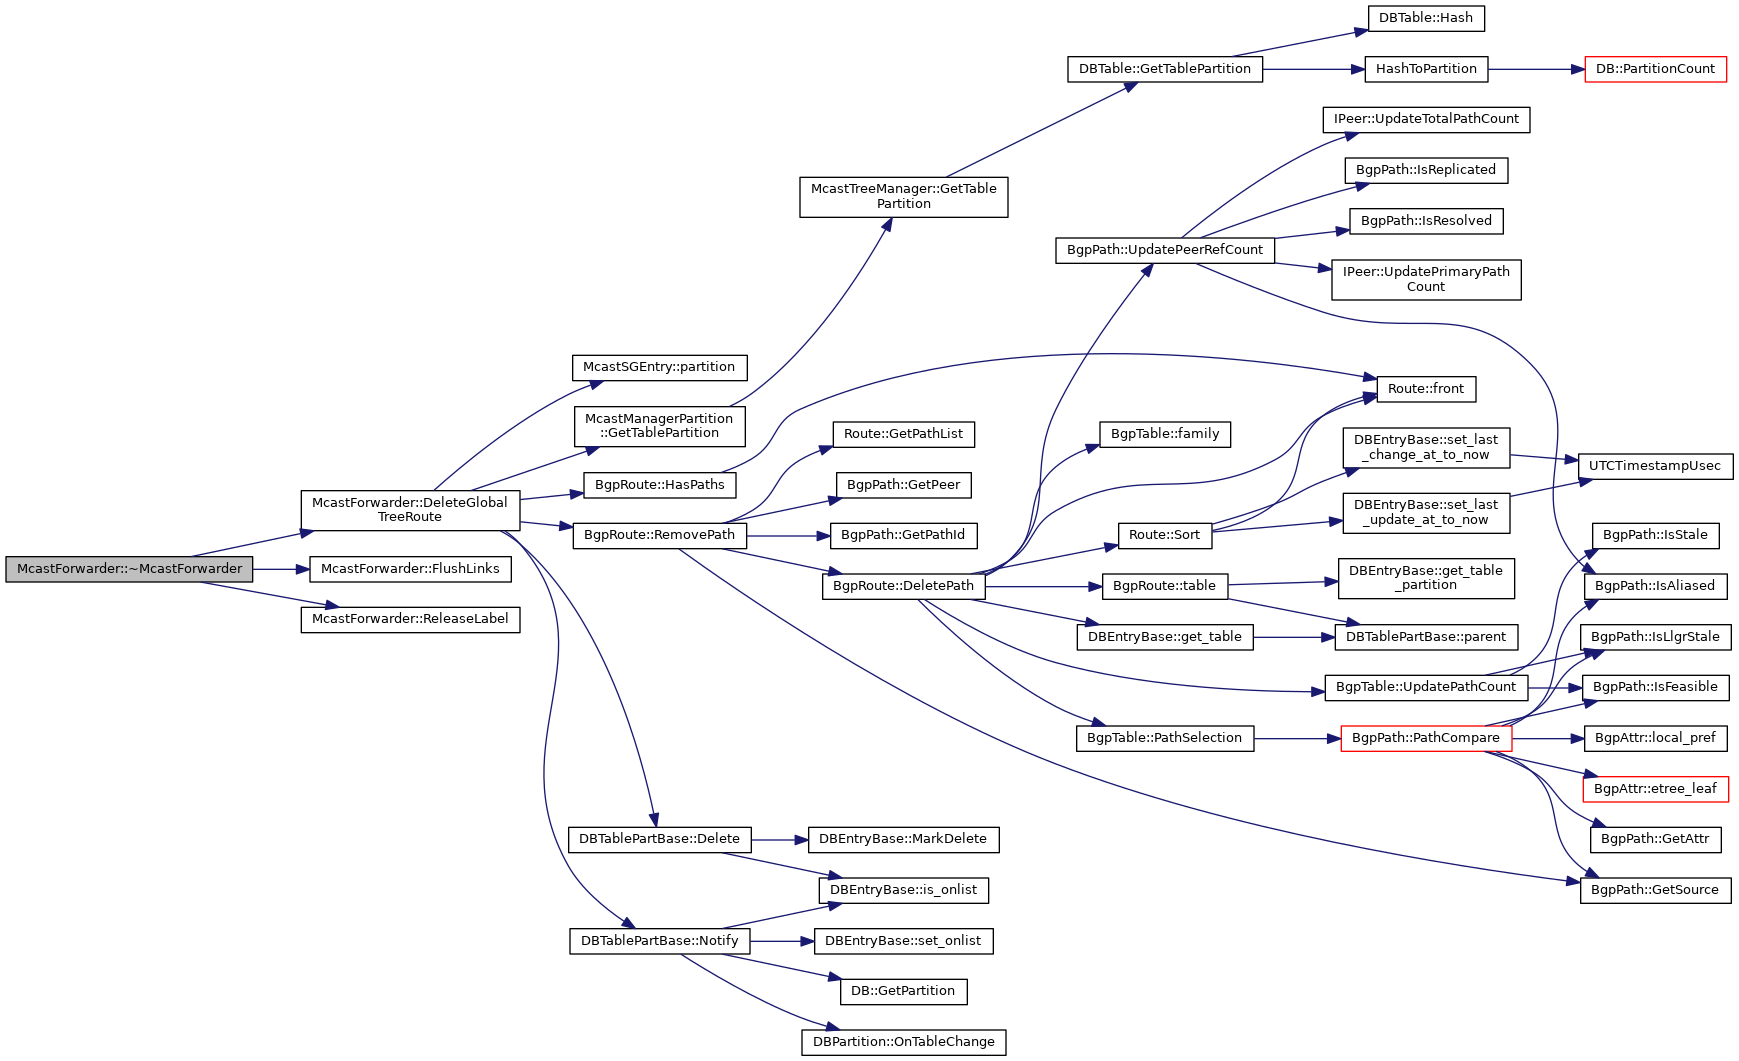 McastForwarder::~McastForwarder
McastForwarder::DeleteGlobal
TreeRoute
McastForwarder::FlushLinks
McastForwarder::ReleaseLabel
McastSGEntry::partition
McastManagerPartition
::GetTablePartition
BgpRoute::HasPaths
BgpRoute::RemovePath
DBTablePartBase::Delete
DBTablePartBase::Notify
McastTreeManager::GetTable
Partition
Route::GetPathList
BgpPath::GetPeer
BgpPath::GetPathId
BgpRoute::DeletePath
DBEntryBase::MarkDelete
DBEntryBase::is_onlist
DBEntryBase::set_onlist
DB::GetPartition
DBPartition::OnTableChange
DBTable::GetTablePartition
BgpPath::UpdatePeerRefCount
BgpTable::family
Route::Sort
BgpRoute::table
DBEntryBase::get_table
BgpTable::PathSelection
DBTable::Hash
HashToPartition
IPeer::UpdateTotalPathCount
BgpPath::IsReplicated
BgpPath::IsResolved
IPeer::UpdatePrimaryPath
Count
Route::front
DBEntryBase::set_last
_change_at_to_now
DBEntryBase::set_last
_update_at_to_now
DBEntryBase::get_table
_partition
DBTablePartBase::parent
BgpTable::UpdatePathCount
BgpPath::PathCompare
DB::PartitionCount
UTCTimestampUsec
BgpPath::IsStale
BgpPath::IsAliased
BgpPath::IsLlgrStale
BgpPath::IsFeasible
BgpAttr::local_pref
BgpAttr::etree_leaf
BgpPath::GetAttr
BgpPath::GetSource